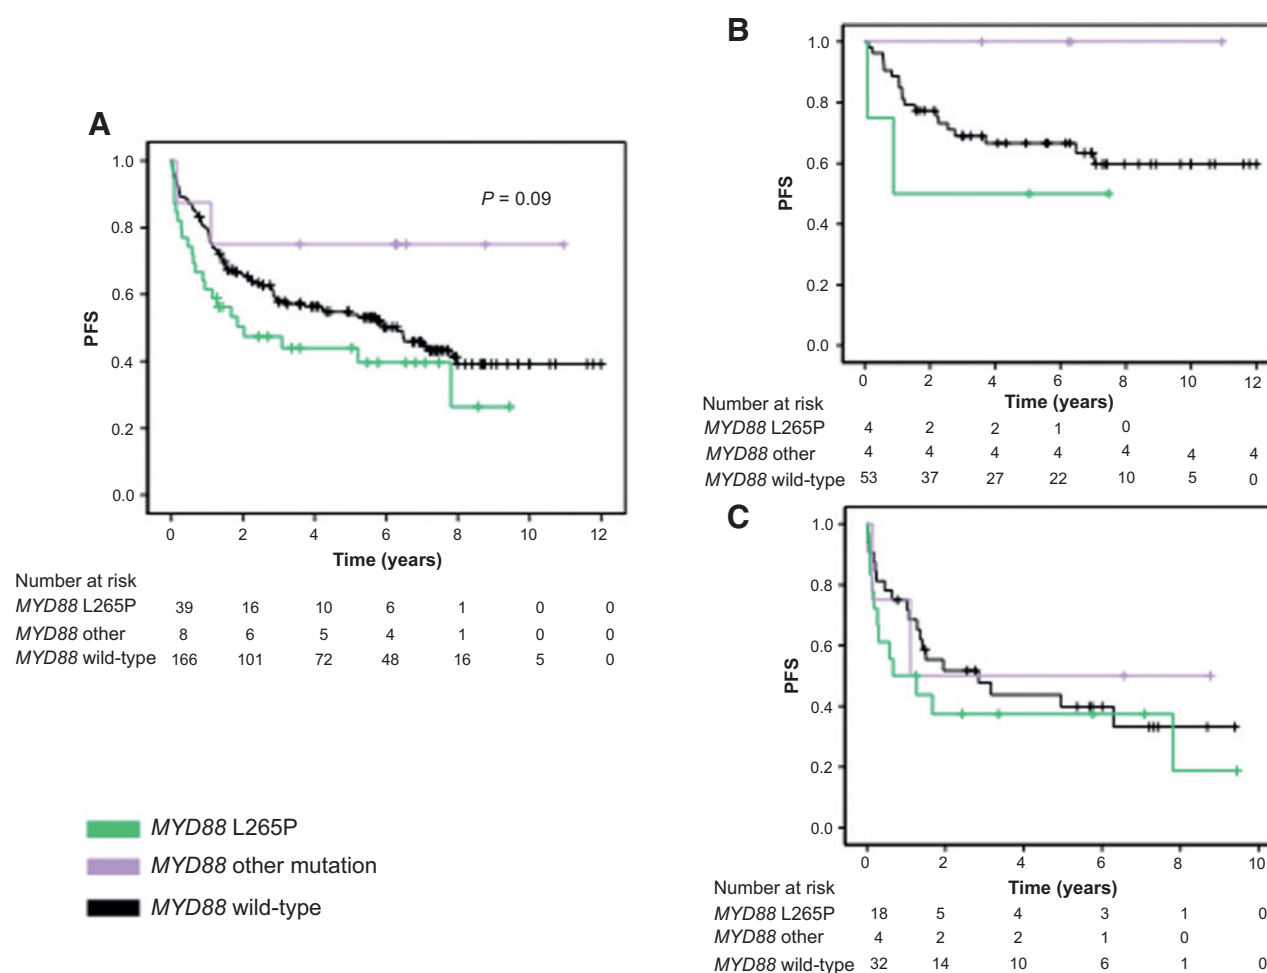 A
1.0
0.8
0.6
0.4
0.2
0.0
PFS
P = 0.09
0 2 4 6 8 10 12
Time (years)
Number at risk
MYD88 L265P 39 16 10 6 1 0 0
MYD88 other 8 6 5 4 1 0 0
MYD88 wild-type 166 101 72 48 16 5 0
MYD88 L265P
MYD88 other mutation
MYD88 wild-type
B
1.0
0.8
0.6
0.4
0.2
0.0
PFS
0 2 4 6 8 10 12
Time (years)
Number at risk
MYD88 L265P 4 2 2 1 0
MYD88 other 4 4 4 4 4 4 4
MYD88 wild-type 53 37 27 22 10 5 0
C
1.0
0.8
0.6
0.4
0.2
0.0
PFS
0 2 4 6 8 10
Time (years)
Number at risk
MYD88 L265P 18 5 4 3 1 0
MYD88 other 4 2 2 1 0
MYD88 wild-type 32 14 10 6 1 0